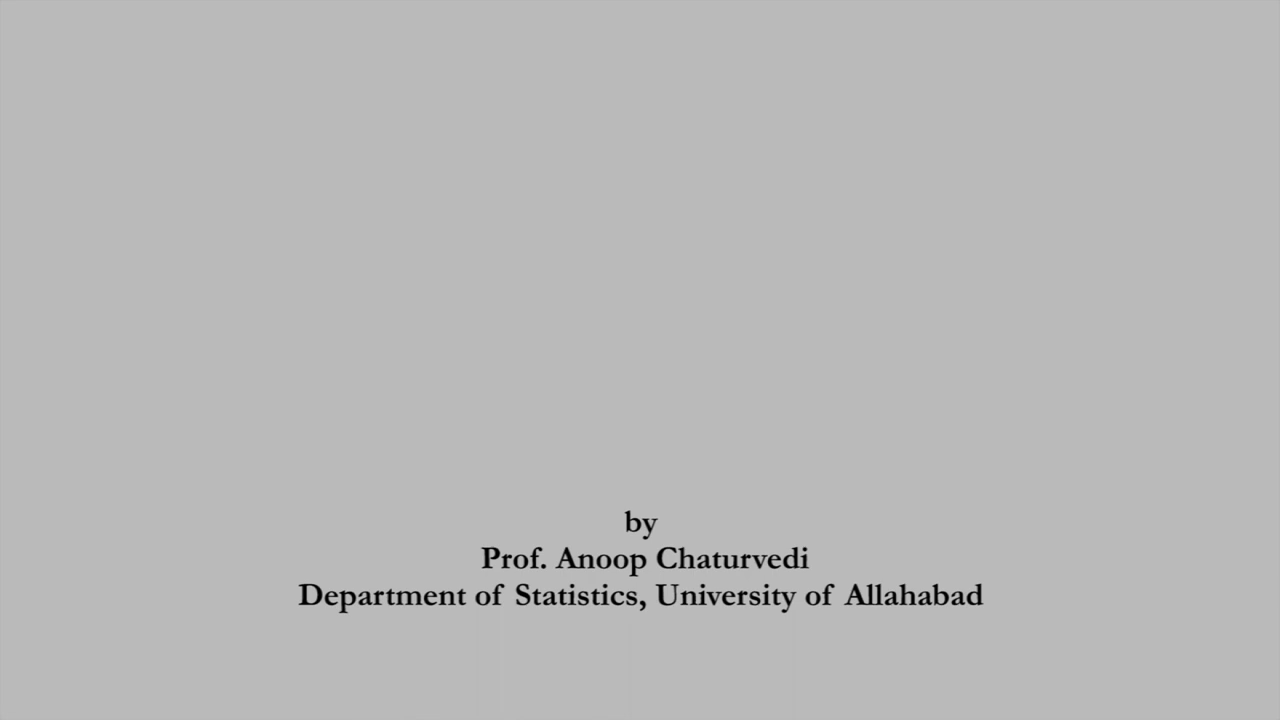 by
Prof. Anoop Chaturvedi
Department of Statistics, University of Allahabad